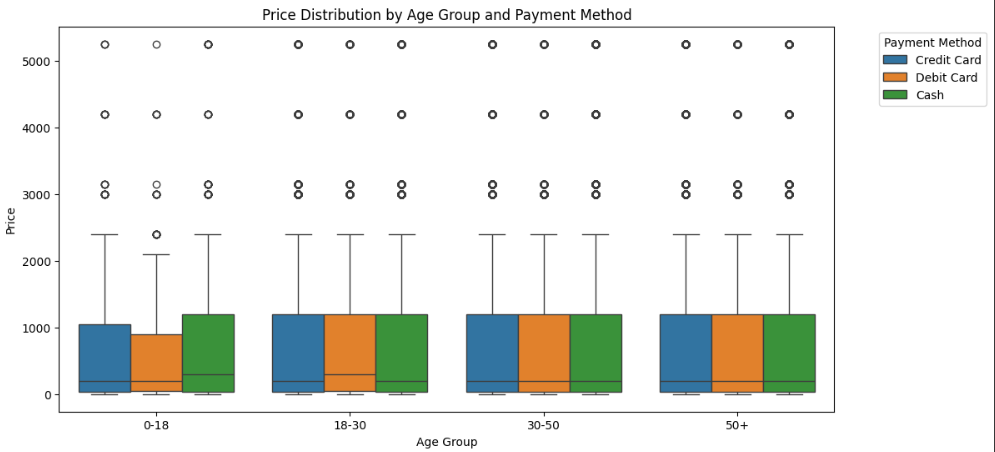 Price Distribution by Age Group and Payment Method
Payment Method
Credit Card
Debit Card
Cash
Price
5000
4000
3000
2000
1000
0
0-18
18-30
30-50
50+
Age Group